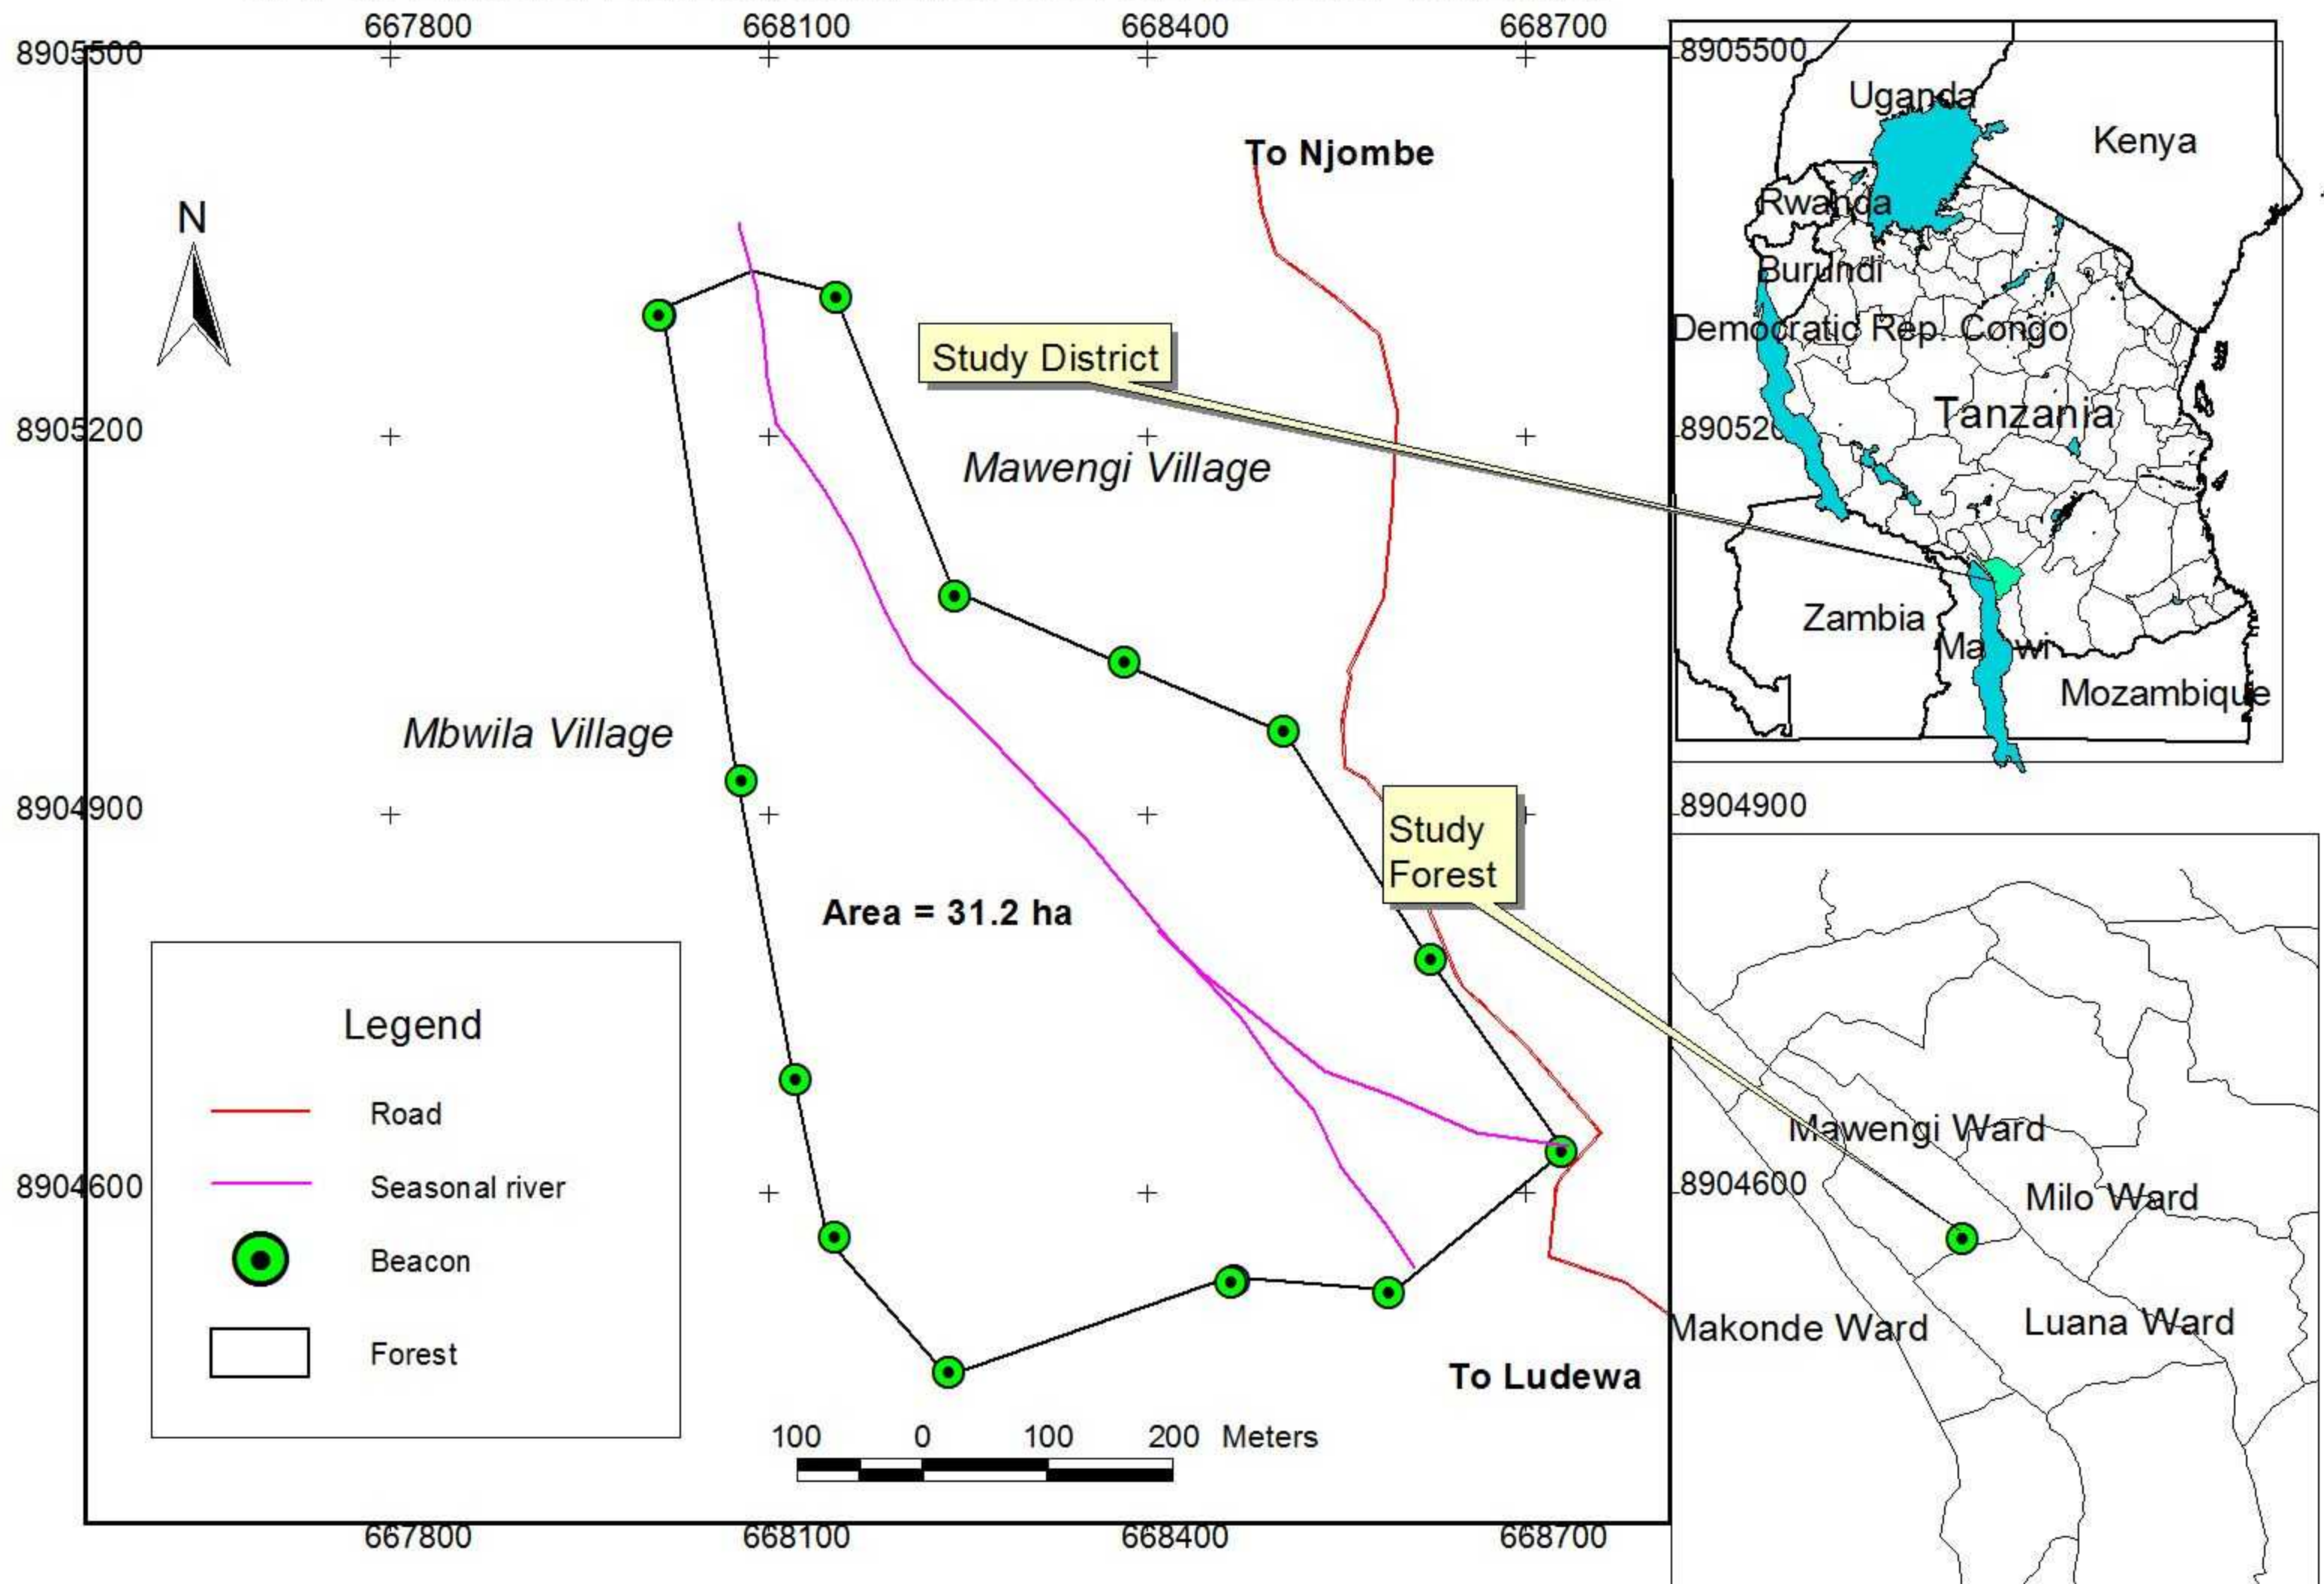 667800 668100 668400 668700
8905500 8905500
To Njombe
N
Study District
8905200
Mawengi Village
Mbwila Village
8904900 8904900
Study
Forest
Area = 31.2 ha
Legend
Road
Seasonal river
Beacon
Forest
8904600 8904600
To Ludewa
100 0 100 200 Meters
667800 668100 668400 668700
Uganda
Kenya
Rwanda
Burundi
Democratic Rep. Congo
Tanzania
Zambia
Mozambique
Mawengi Ward
Milo Ward
Makonde Ward
Luana Ward